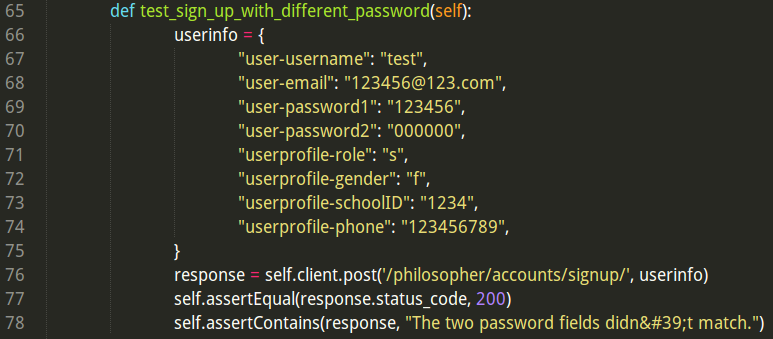 65 def test_sign_up_with_different_password(self):
66 userinfo = {
67 "user-username": "test",
68 "user-email": "123456@123.com",
69 "user-password1": "123456",
70 "user-password2": "000000",
71 "userprofile-role": "s",
72 "userprofile-gender": "f",
73 "userprofile-schoolID": "1234",
74 "userprofile-phone": "123456789",
75 }
76 response = self.client.post('/philosopher/accounts/signup/', userinfo)
77 self.assertEqual(response.status_code, 200)
78 self.assertContains(response, "The two password fields didn&#39;t match.")